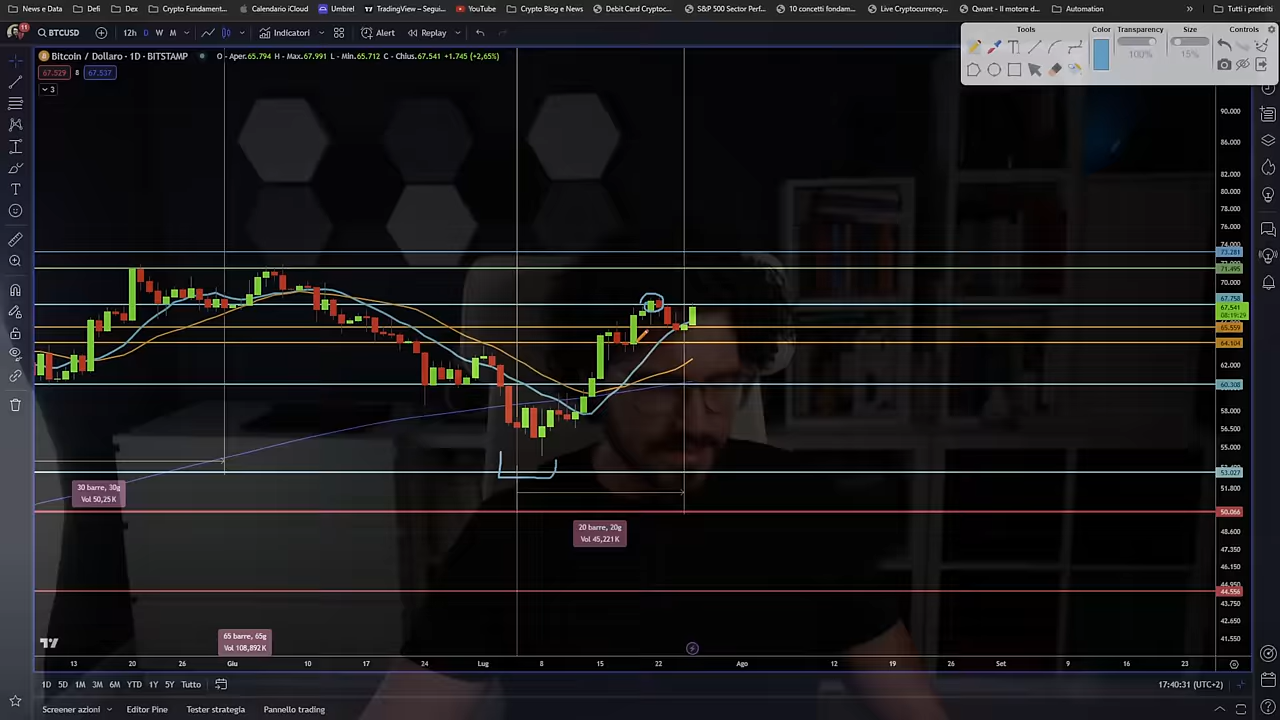 News e Data
Defi
Dex
Crypto Fundament...
Calendario iCloud
Umbrel
TradingView – Segui...
YouTube
Crypto Blog e News
Debit Card Cryptoc...
S&P 500 Sector Perf...
10 concetti fondam...
Live Cryptocurrency...
Qwant - Il motore d...
Automation
»
Tutti i preferiti
11
BTCUSD
12h D W M
Indicatori
Alert
Replay
Tools
Color
Transparency
Size
Controls
100%
15%
Bitcoin / Dollaro · 1D · BITSTAMP
O - Aper.65.794 H - Max.67.991 L - Min.65.712 C - Chius.67.541 +1.745 (+2,65%)
67.529
8
67.537
3
90.000
86.000
82.000
80.000
78.000
76.000
74.000
73.281
71.495
70.000
67.758
67.541
08:19:29
65.559
64.104
62.000
60.308
58.000
56.500
55.000
53.027
51.800
50.066
48.600
47.350
46.150
44.950
44.556
43.750
42.650
41.550
30 barre, 30g
Vol 50,25 K
20 barre, 20g
Vol 45,221 K
65 barre, 65g
Vol 108,892 K
13
20
26
Giu
10
17
24
Lug
8
15
22
Ago
12
19
26
Set
9
16
23
1D 5D 1M 3M 6M YTD 1Y 5Y Tutto
17:40:31 (UTC+2)
Screener azioni
Editor Pine
Tester strategia
Pannello trading